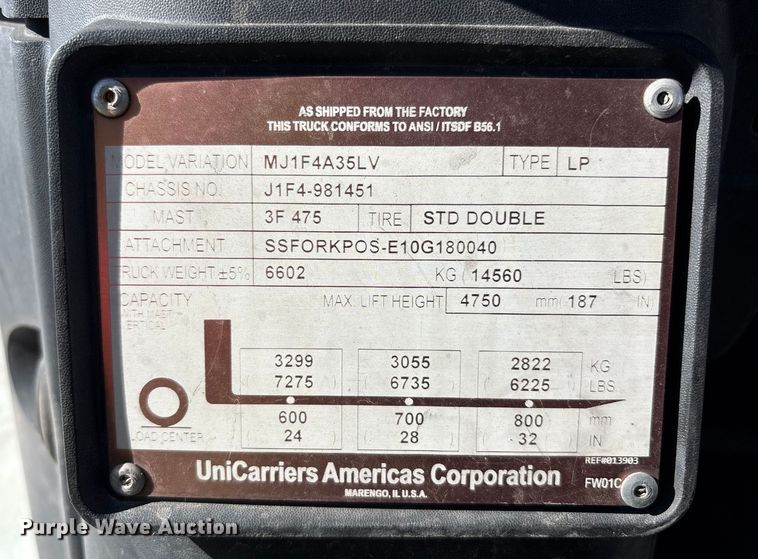 AS SHIPPED FROM THE FACTORY
THIS TRUCK CONFORMS TO ANSI / ITSDF B56.1
MODEL VARIATION MJ1F4A35LV TYPE LP
CHASSIS NO. J1F4-981451
MAST 3F 475 TIRE STD DOUBLE
ATTACHMENT SSFORKPOS-E10G180040
TRUCK WEIGHT ±5% 6602 KG ( 14560 LBS)
CAPACITY MAX. LIFT HEIGHT 4750 mm ( 187 IN)
WITH MAST
VERTICAL
3299 3055 2822 KG
( 7275 ) ( 6735 ) ( 6225 ) LBS
600 700 800 mm
LOAD CENTER ( 24 ) ( 28 ) ( 32 ) IN
REF#013903
UniCarriers Americas Corporation
MARENGO, IL U.S.A.
FW01C
Purple Wave Auction